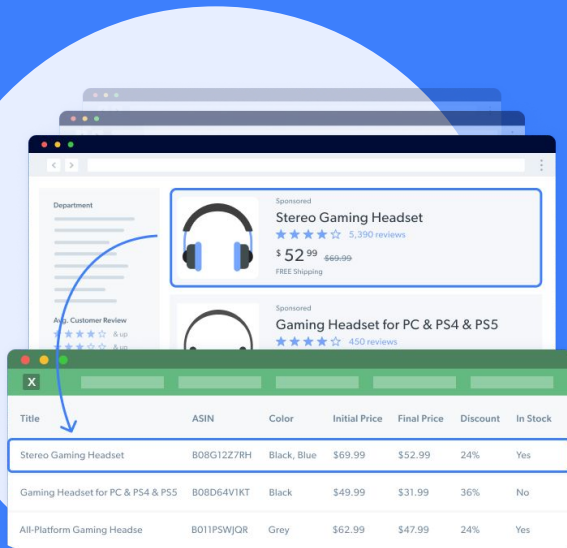 Department
Avg. Customer Review
& up
& up
Sponsored
Stereo Gaming Headset
5,390 reviews
$ 52 99 $69.99
FREE Shipping
Sponsored
Gaming Headset for PC & PS4 & PS5
450 reviews
X
Title ASIN Color Initial Price Final Price Discount In Stock
Stereo Gaming Headset B08G12Z7RH Black, Blue $69.99 $52.99 24% Yes
Gaming Headset for PC & PS4 & PS5 B08D64V1KT Black $49.99 $31.99 36% No
All-Platform Gaming Headse B011PSWJQR Grey $62.99 $47.99 24% Yes